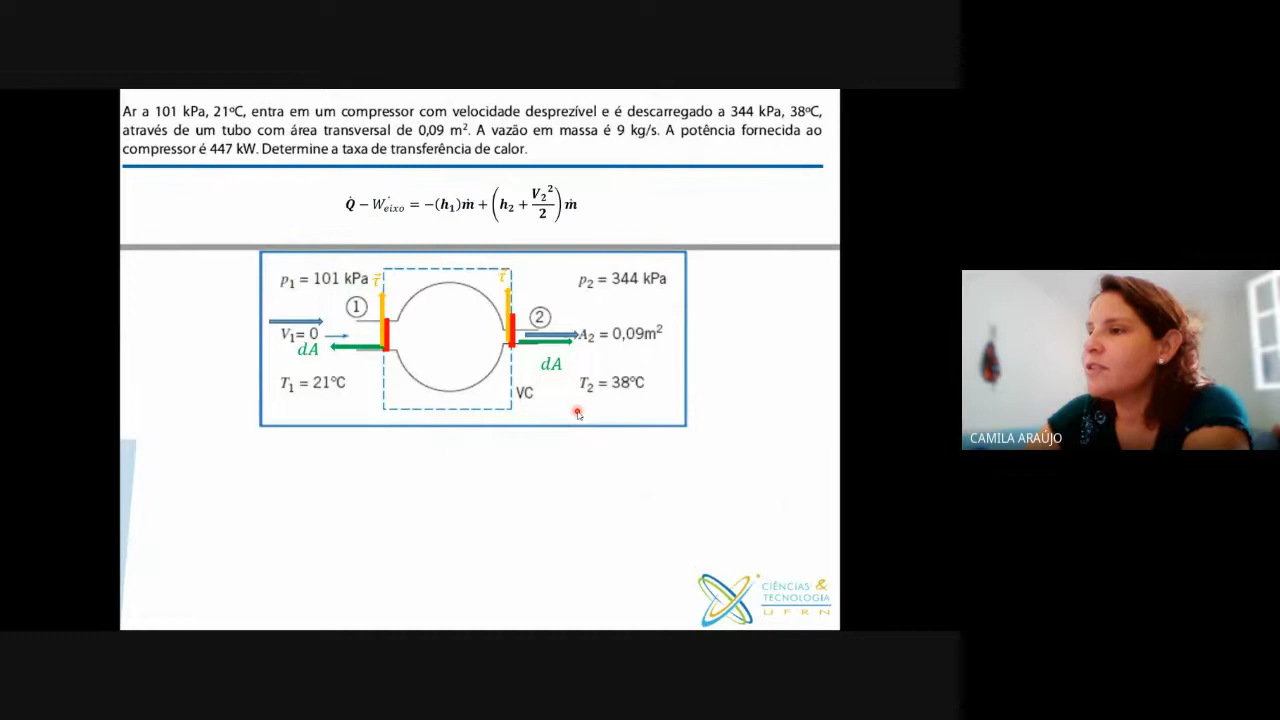 Ar a 101 kPa, 21ºC, entra em um compressor com velocidade desprezível e é descarregado a 344 kPa, 38ºC,
através de um tubo com área transversal de 0,09 m². A vazão em massa é 9 kg/s. A potência fornecida ao
compressor é 447 kW. Determine a taxa de transferência de calor.
Q̇ − Ẇ_eixo = −(h₁)ṁ + (h₂ + V₂²/2) ṁ
p₁ = 101 kPa τ⃗ τ⃗ p₂ = 344 kPa
① ②
V₁= 0 A₂ = 0,09m²
dA dA
T₁ = 21ºC T₂ = 38ºC
VC
CAMILA ARAÚJO
CIÊNCIAS &
TECNOLOGIA
UFRN